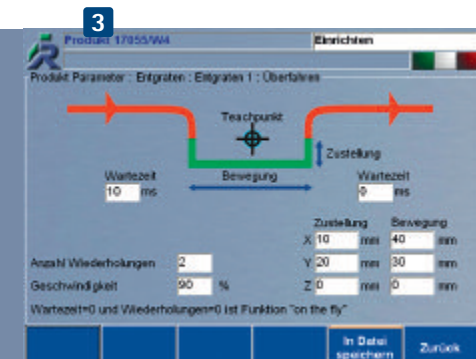 3
Produkt 17055/W4 Einrichten
Produkt Parameter : Entgraten : Entgraten 1 : Überfahren
Teachpunkt
Zustellung
Wartezeit Bewegung Wartezeit
10 ms 0 ms
Zustellung Bewegung
X 10 mm 40 mm
Anzahl Wiederholungen 2 Y 20 mm 30 mm
Geschwindigkeit 90 % Z 0 mm 0 mm
Wartezeit=0 und Wiederholungen=0 ist Funktion "on the fly"
In Datei speichern Zurück